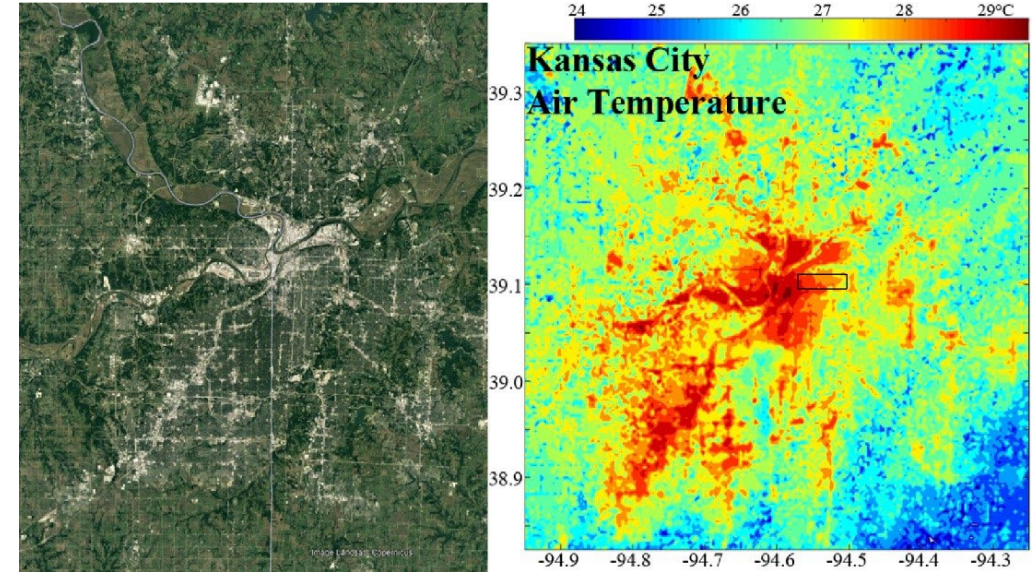 24 25 26 27 28 29°C
Kansas City
Air Temperature
39.3
39.2
39.1
39.0
38.9
-94.9 -94.8 -94.7 -94.6 -94.5 -94.4 -94.3
Image Landsat / Copernicus